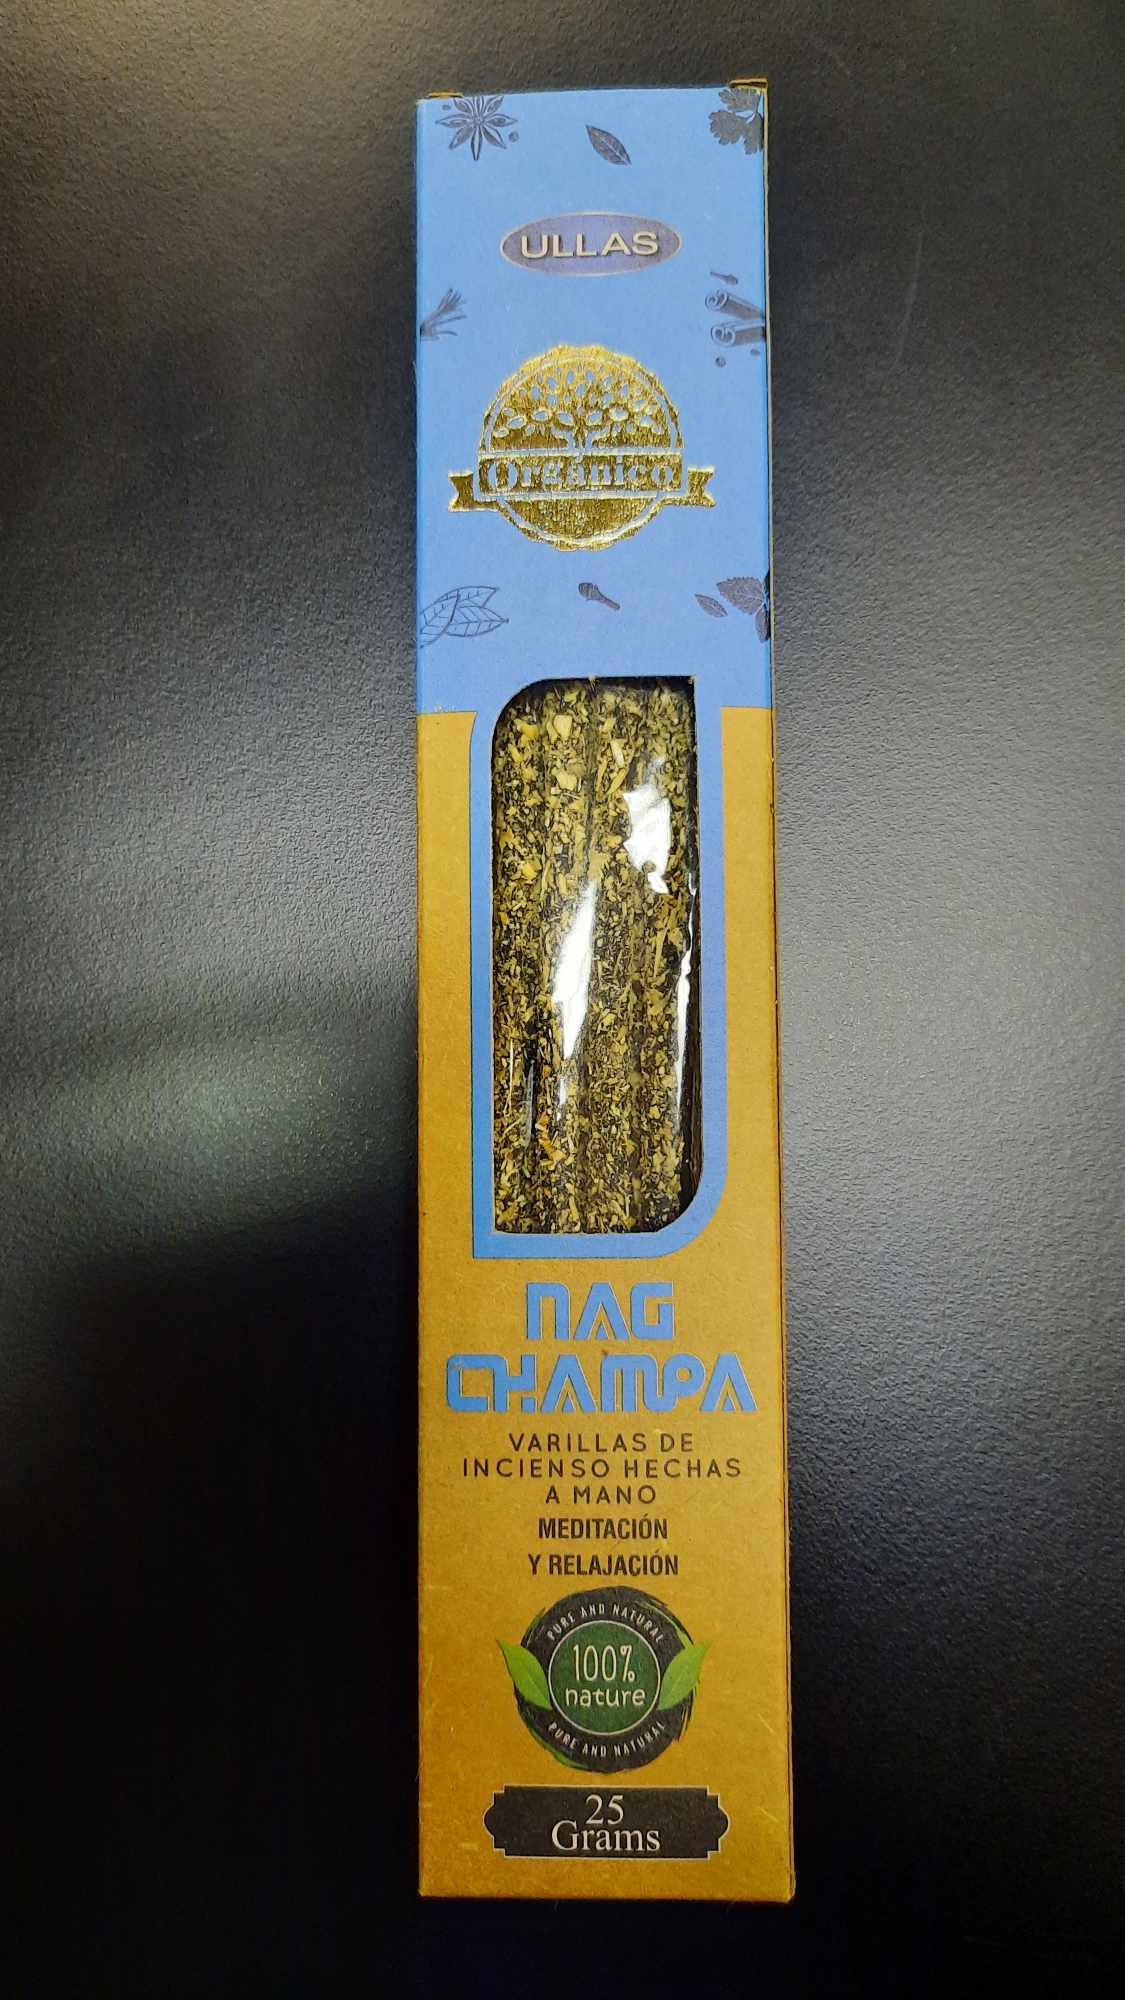 ULLAS
Orgánico
NAG
CHAMPA
VARILLAS DE
INCIENSO HECHAS
A MANO
MEDITACIÓN
Y RELAJACIÓN
PURE AND NATURAL
100%
nature
PURE AND NATURAL
25
Grams